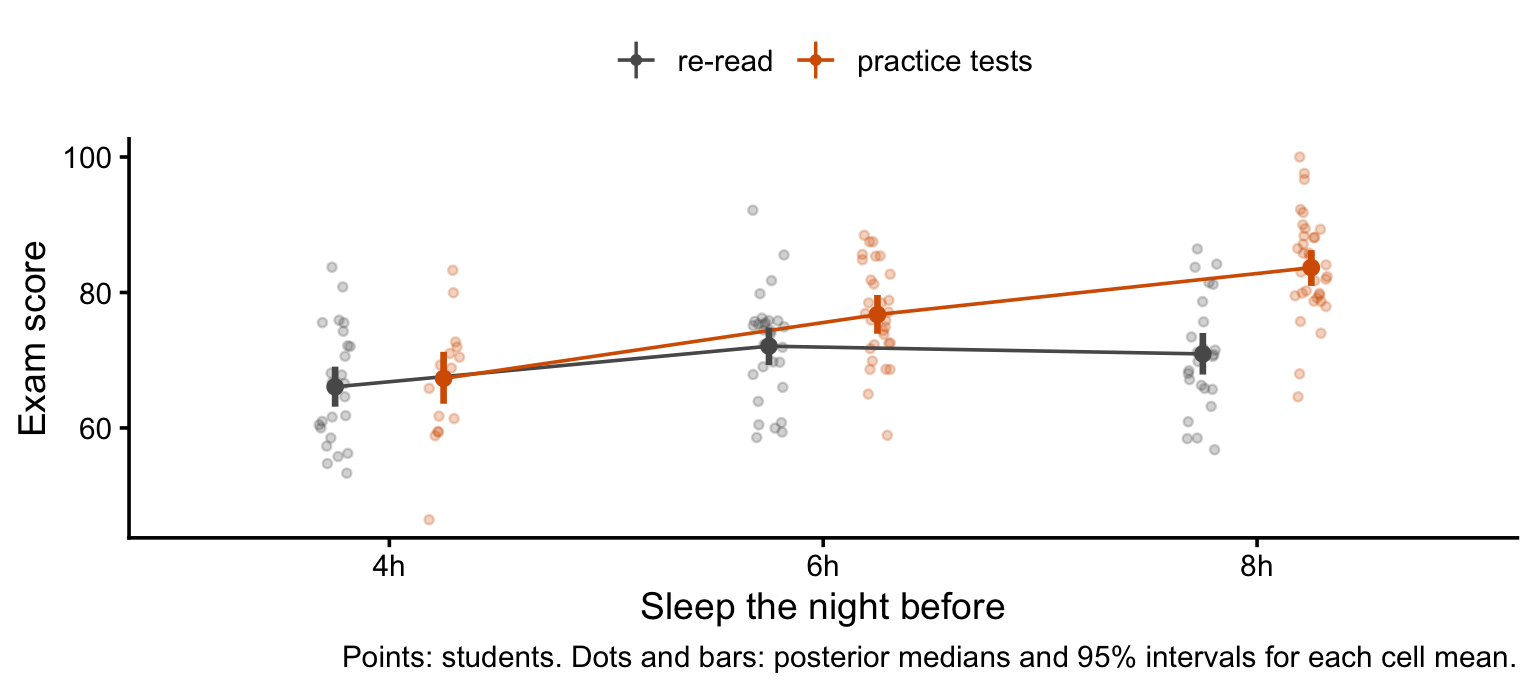 re-read practice tests
100
80
60
Exam score
4h 6h 8h
Sleep the night before
Points: students. Dots and bars: posterior medians and 95% intervals for each cell mean.